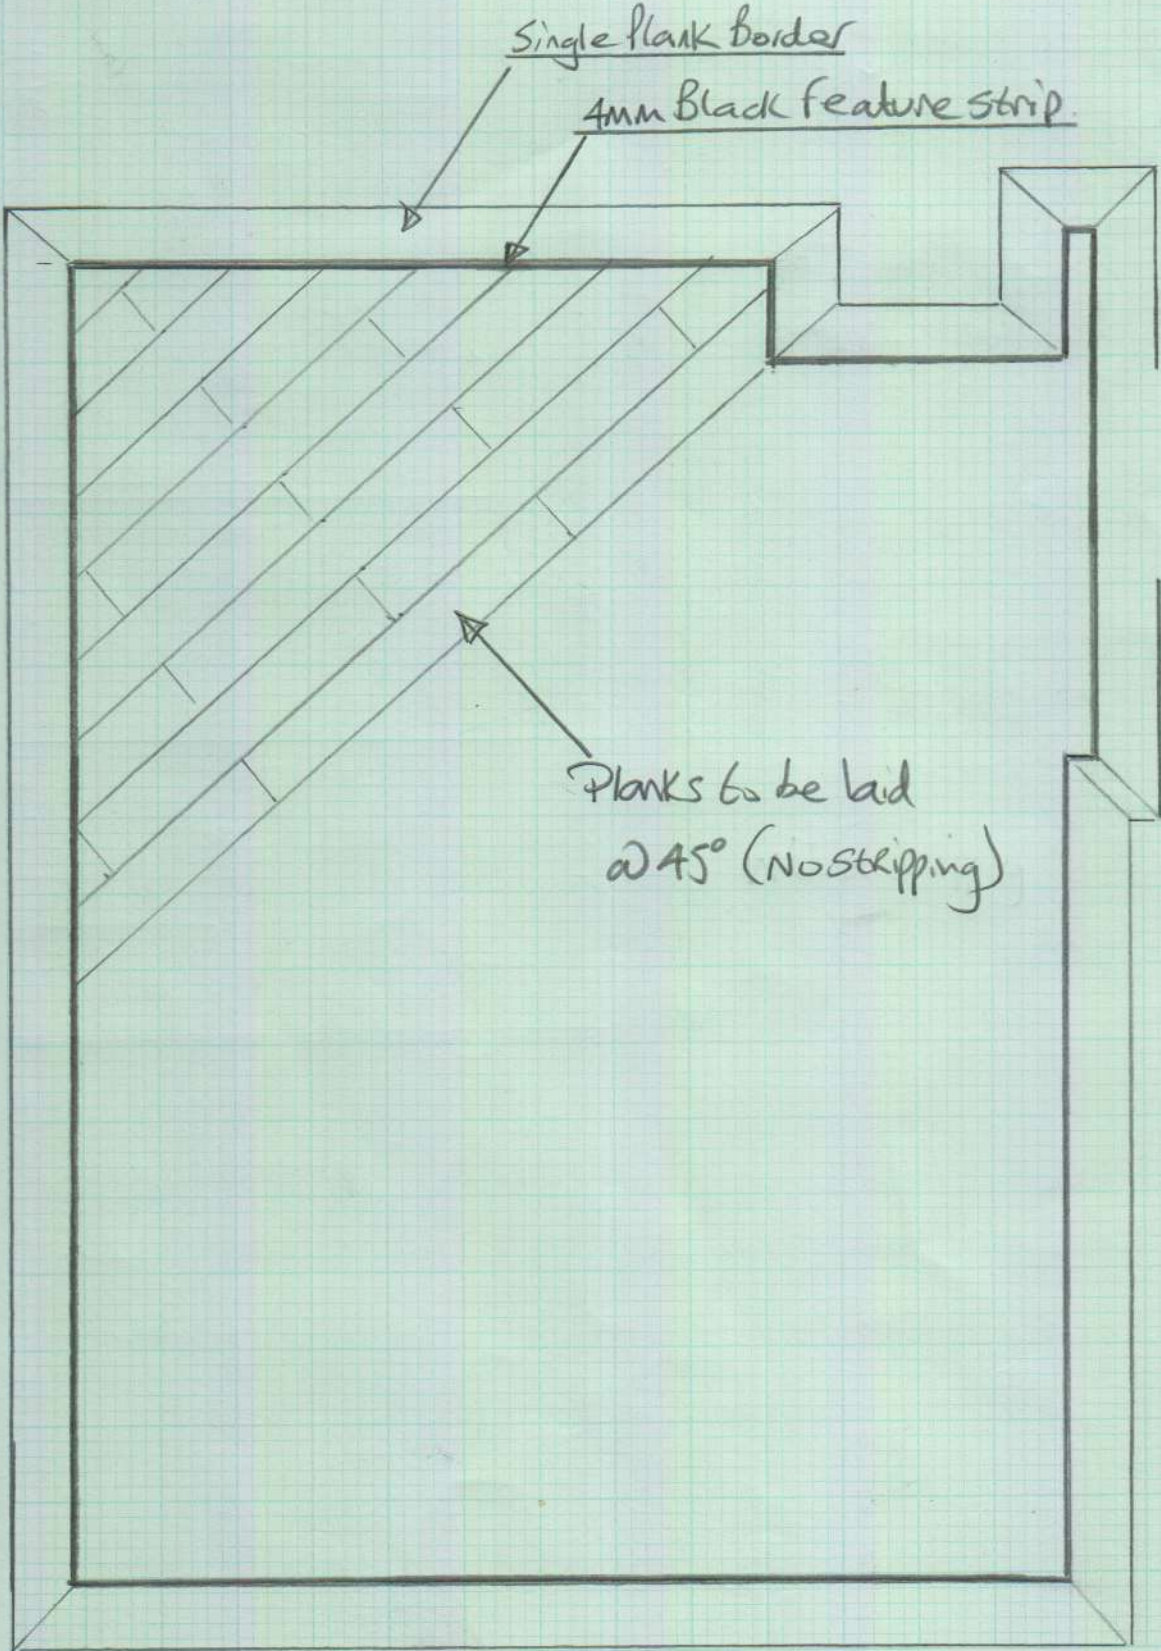 Single Plank Border
4mm Black feature strip.
Planks to be laid
@ 45° (No Stripping)